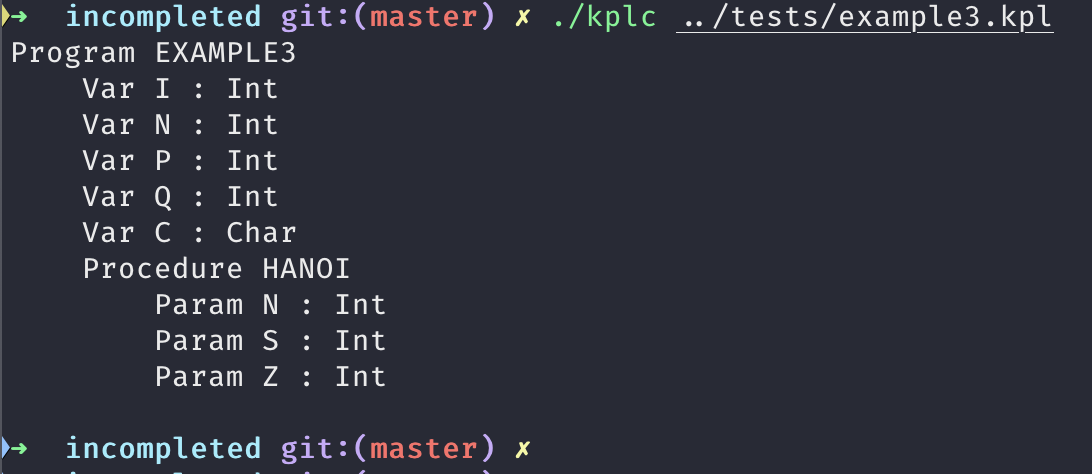 ➜  incompleted git:(master) ✗ ./kplc ../tests/example3.kpl
Program EXAMPLE3
    Var I : Int
    Var N : Int
    Var P : Int
    Var Q : Int
    Var C : Char
    Procedure HANOI
        Param N : Int
        Param S : Int
        Param Z : Int

➜  incompleted git:(master) ✗